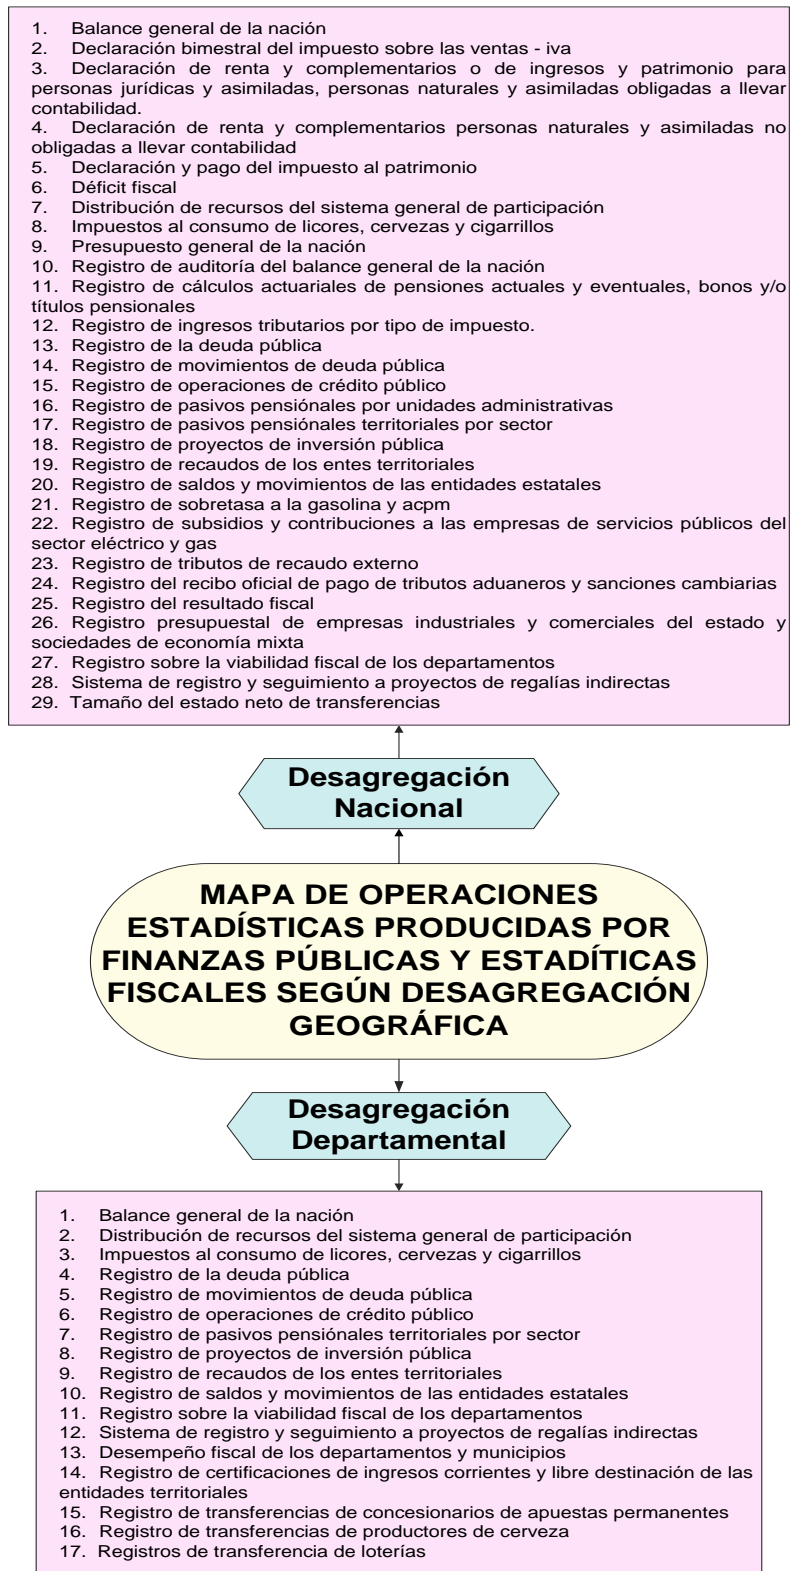 1. Balance general de la nación
2. Declaración bimestral del impuesto sobre las ventas - iva
3. Declaración de renta y complementarios o de ingresos y patrimonio para
personas jurídicas y asimiladas, personas naturales y asimiladas obligadas a llevar
contabilidad.
4. Declaración de renta y complementarios personas naturales y asimiladas no
obligadas a llevar contabilidad
5. Declaración y pago del impuesto al patrimonio
6. Déficit fiscal
7. Distribución de recursos del sistema general de participación
8. Impuestos al consumo de licores, cervezas y cigarrillos
9. Presupuesto general de la nación
10. Registro de auditoría del balance general de la nación
11. Registro de cálculos actuariales de pensiones actuales y eventuales, bonos y/o
títulos pensionales
12. Registro de ingresos tributarios por tipo de impuesto.
13. Registro de la deuda pública
14. Registro de movimientos de deuda pública
15. Registro de operaciones de crédito público
16. Registro de pasivos pensiónales por unidades administrativas
17. Registro de pasivos pensiónales territoriales por sector
18. Registro de proyectos de inversión pública
19. Registro de recaudos de los entes territoriales
20. Registro de saldos y movimientos de las entidades estatales
21. Registro de sobretasa a la gasolina y acpm
22. Registro de subsidios y contribuciones a las empresas de servicios públicos del
sector eléctrico y gas
23. Registro de tributos de recaudo externo
24. Registro del recibo oficial de pago de tributos aduaneros y sanciones cambiarias
25. Registro del resultado fiscal
26. Registro presupuestal de empresas industriales y comerciales del estado y
sociedades de economía mixta
27. Registro sobre la viabilidad fiscal de los departamentos
28. Sistema de registro y seguimiento a proyectos de regalías indirectas
29. Tamaño del estado neto de transferencias
Desagregación
Nacional
MAPA DE OPERACIONES
ESTADÍSTICAS PRODUCIDAS POR
FINANZAS PÚBLICAS Y ESTADÍTICAS
FISCALES SEGÚN DESAGREGACIÓN
GEOGRÁFICA
Desagregación
Departamental
1. Balance general de la nación
2. Distribución de recursos del sistema general de participación
3. Impuestos al consumo de licores, cervezas y cigarrillos
4. Registro de la deuda pública
5. Registro de movimientos de deuda pública
6. Registro de operaciones de crédito público
7. Registro de pasivos pensiónales territoriales por sector
8. Registro de proyectos de inversión pública
9. Registro de recaudos de los entes territoriales
10. Registro de saldos y movimientos de las entidades estatales
11. Registro sobre la viabilidad fiscal de los departamentos
12. Sistema de registro y seguimiento a proyectos de regalías indirectas
13. Desempeño fiscal de los departamentos y municipios
14. Registro de certificaciones de ingresos corrientes y libre destinación de las
entidades territoriales
15. Registro de transferencias de concesionarios de apuestas permanentes
16. Registro de transferencias de productores de cerveza
17. Registros de transferencia de loterías